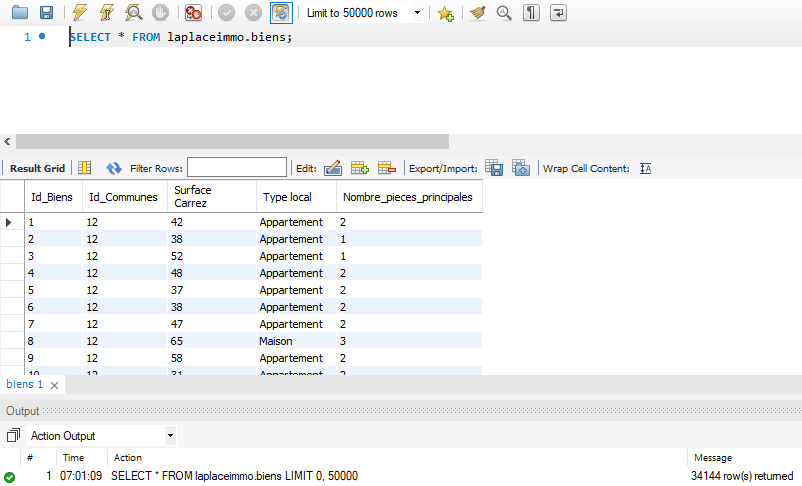 Limit to 50000 rows
1 SELECT * FROM laplaceimmo.biens;
Result Grid Filter Rows: Edit: Export/Import: Wrap Cell Content:
Id_Biens Id_Communes Surface Carrez Type local Nombre_pieces_principales
1 12 42 Appartement 2
2 12 38 Appartement 1
3 12 52 Appartement 1
4 12 48 Appartement 2
5 12 37 Appartement 2
6 12 38 Appartement 2
7 12 47 Appartement 2
8 12 65 Maison 3
9 12 58 Appartement 2
10 12 31 Appartement 2
biens 1
Output
Action Output
# Time Action Message
1 07:01:09 SELECT * FROM laplaceimmo.biens LIMIT 0, 50000 34144 row(s) returned